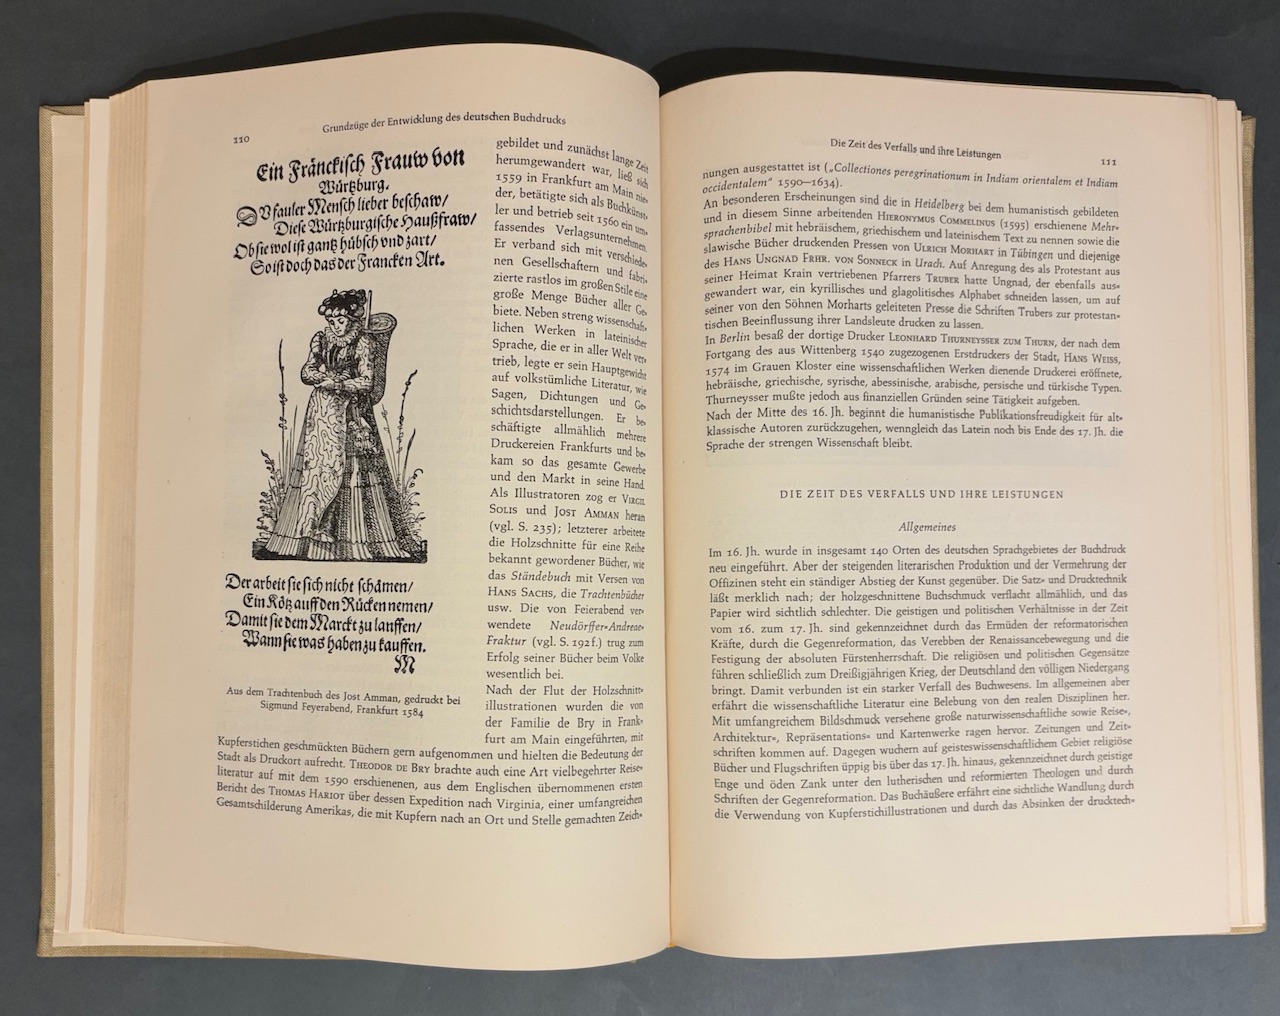 110
Grundzüge der Entwicklung des deutschen Buchdrucks
Ein Fränckisch Frauw von
Würtzburg.
DV fauler Mensch lieber beschaw/
Diese Würtzburgische Haußfraw/
Ob sie wol ist gantz hübsch vnd zart/
So ist doch das der Francken Art.
Der arbeit sie sich nicht schämen/
Ein Kötz auff den Rücken nemen/
Damit sie dem Marckt zu lauffen/
Wann sie was haben zu kauffen.
M
Aus dem Trachtenbuch des Jost Amman, gedruckt bei
Sigmund Feyerabend, Frankfurt 1584
gebildet und zunächst lange Zeit
herumgewandert war, ließ sich
1559 in Frankfurt am Main nie-
der, betätigte sich als Buchkünst-
ler und betrieb seit 1560 ein um-
fassendes Verlagsunternehmen.
Er verband sich mit verschiede-
nen Gesellschaftern und fabri-
zierte rastlos im großen Stile eine
große Menge Bücher aller Ge-
biete. Neben streng wissenschaft-
lichen Werken in lateinischer
Sprache, die er in aller Welt ver-
trieb, legte er sein Hauptgewicht
auf volkstümliche Literatur, wie
Sagen, Dichtungen und Ge-
schichtsdarstellungen. Er be-
schäftigte allmählich mehrere
Druckereien Frankfurts und be-
kam so das gesamte Gewerbe
und den Markt in seine Hand.
Als Illustratoren zog er VIRGIL
SOLIS und JOST AMMAN heran
(vgl. S. 235); letzterer arbeitete
die Holzschnitte für eine Reihe
bekannt gewordener Bücher, wie
das Ständebuch mit Versen von
HANS SACHS, die Trachtenbücher
usw. Die von Feierabend ver-
wendete Neudörffer-Andreae-
Fraktur (vgl. S. 192f.) trug zum
Erfolg seiner Bücher beim Volke
wesentlich bei.
Nach der Flut der Holzschnitt-
illustrationen wurden die von
der Familie de Bry in Frank-
furt am Main eingeführten, mit
Kupferstichen geschmückten Büchern gern aufgenommen und hielten die Bedeutung der
Stadt als Druckort aufrecht. THEODOR DE BRY brachte auch eine Art vielbegehrter Reise-
literatur auf mit dem 1590 erschienenen, aus dem Englischen übernommenen ersten
Bericht des THOMAS HARIOT über dessen Expedition nach Virginia, einer umfangreichen
Gesamtschilderung Amerikas, die mit Kupfern nach an Ort und Stelle gemachten Zeich-
Die Zeit des Verfalls und ihre Leistungen
111
nungen ausgestattet ist („Collectiones peregrinationum in Indiam orientalem et Indiam
occidentalem“ 1590—1634).
An besonderen Erscheinungen sind die in Heidelberg bei dem humanistisch gebildeten
und in diesem Sinne arbeitenden HIERONYMUS COMMELINUS (1595) erschienene Mehr-
sprachenbibel mit hebräischem, griechischem und lateinischem Text zu nennen sowie die
slawische Bücher druckenden Pressen von ULRICH MORHART in Tübingen und diejenige
des HANS UNGNAD FRHR. VON SONNECK in Urach. Auf Anregung des als Protestant aus
seiner Heimat Krain vertriebenen Pfarrers TRUBER hatte Ungnad, der ebenfalls aus-
gewandert war, ein kyrillisches und glagolitisches Alphabet schneiden lassen, um auf
seiner von den Söhnen Morharts geleiteten Presse die Schriften Trubers zur protestan-
tischen Beeinflussung ihrer Landsleute drucken zu lassen.
In Berlin besaß der dortige Drucker LEONHARD THURNEYSSER ZUM THURN, der nach dem
Fortgang des aus Wittenberg 1540 zugezogenen Erstdruckers der Stadt, HANS WEISS,
1574 im Grauen Kloster eine wissenschaftlichen Werken dienende Druckerei eröffnete,
hebräische, griechische, syrische, abessinische, arabische, persische und türkische Typen.
Thurneysser mußte jedoch aus finanziellen Gründen seine Tätigkeit aufgeben.
Nach der Mitte des 16. Jh. beginnt die humanistische Publikationsfreudigkeit für alt-
klassische Autoren zurückzugehen, wenngleich das Latein noch bis Ende des 17. Jh. die
Sprache der strengen Wissenschaft bleibt.
DIE ZEIT DES VERFALLS UND IHRE LEISTUNGEN
Allgemeines
Im 16. Jh. wurde in insgesamt 140 Orten des deutschen Sprachgebietes der Buchdruck
neu eingeführt. Aber der steigenden literarischen Produktion und der Vermehrung der
Offizinen steht ein ständiger Abstieg der Kunst gegenüber. Die Satz- und Drucktechnik
läßt merklich nach; der holzgeschnittene Buchschmuck verflacht allmählich, und das
Papier wird sichtlich schlechter. Die geistigen und politischen Verhältnisse in der Zeit
vom 16. zum 17. Jh. sind gekennzeichnet durch das Ermüden der reformatorischen
Kräfte, durch die Gegenreformation, das Verebben der Renaissancebewegung und die
Festigung der absoluten Fürstenherrschaft. Die religiösen und politischen Gegensätze
führen schließlich zum Dreißigjährigen Krieg, der Deutschland den völligen Niedergang
bringt. Damit verbunden ist ein starker Verfall des Buchwesens. Im allgemeinen aber
erfährt die wissenschaftliche Literatur eine Belebung von den realen Disziplinen her.
Mit umfangreichem Bildschmuck versehene große naturwissenschaftliche sowie Reise-,
Architektur-, Repräsentations- und Kartenwerke ragen hervor. Zeitungen und Zeit-
schriften kommen auf. Dagegen wuchern auf geisteswissenschaftlichem Gebiet religiöse
Bücher und Flugschriften üppig bis über das 17. Jh. hinaus, gekennzeichnet durch geistige
Enge und öden Zank unter den lutherischen und reformierten Theologen und durch
Schriften der Gegenreformation. Das Buchäußere erfährt eine sichtliche Wandlung durch
die Verwendung von Kupferstichillustrationen und durch das Absinken der drucktech-